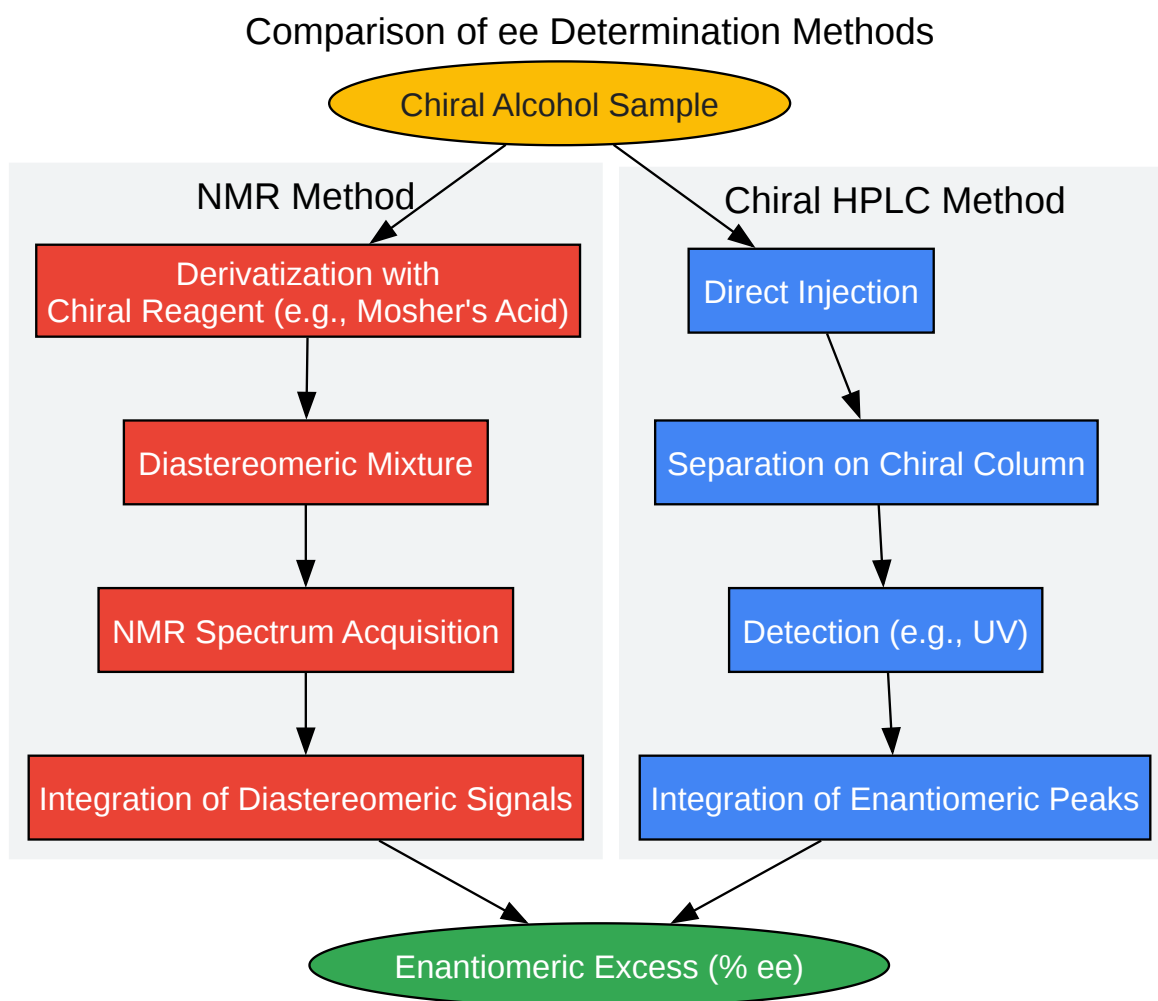 Comparison of ee Determination Methods
Chiral Alcohol Sample
NMR Method
Derivatization with
Chiral Reagent (e.g., Mosher's Acid)
Diastereomeric Mixture
NMR Spectrum Acquisition
Integration of Diastereomeric Signals
Chiral HPLC Method
Direct Injection
Separation on Chiral Column
Detection (e.g., UV)
Integration of Enantiomeric Peaks
Enantiomeric Excess (% ee)